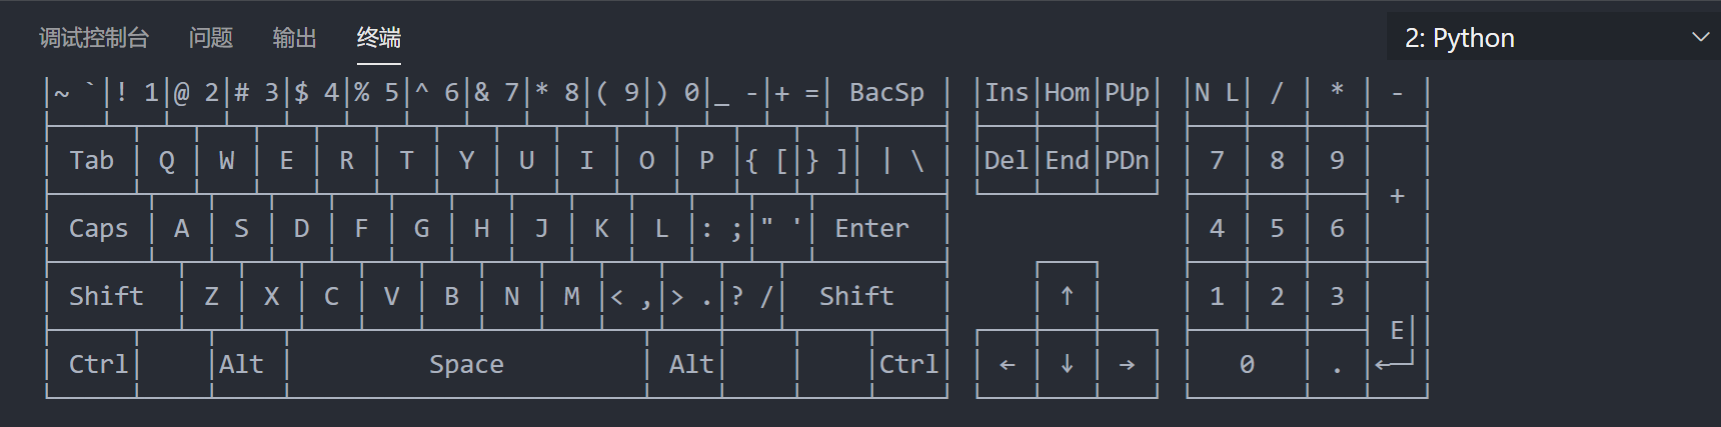 调试控制台 问题 输出 终端 2: Python
│~ `│! 1│@ 2│# 3│$ 4│% 5│^ 6│& 7│* 8│( 9│) 0│_ -│+ =│ BacSp │ │Ins│Hom│PUp│ │N L│ / │ * │ - │
│ Tab │ Q │ W │ E │ R │ T │ Y │ U │ I │ O │ P │{ [│} ]│ | \ │ │Del│End│PDn│ │ 7 │ 8 │ 9 │ │
+
│ Caps │ A │ S │ D │ F │ G │ H │ J │ K │ L │: ;│" '│ Enter │ │ 4 │ 5 │ 6 │ │
│ Shift │ Z │ X │ C │ V │ B │ N │ M │< ,│> .│? /│ Shift │ │ ↑ │ │ 1 │ 2 │ 3 │ │
E││
│ Ctrl│ │Alt │ Space │ Alt│ │ │Ctrl│ │ ← │ ↓ │ → │ │ 0 │ . │←─┘│